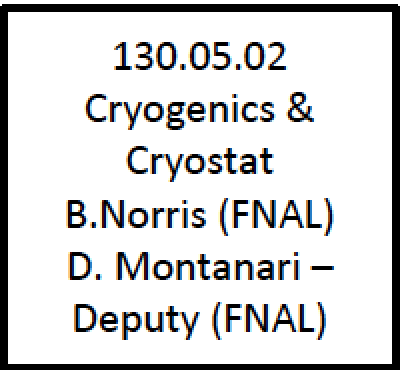 130.05.02
Cryogenics &
Cryostat
B.Norris (FNAL)
D. Montanari –
Deputy (FNAL)